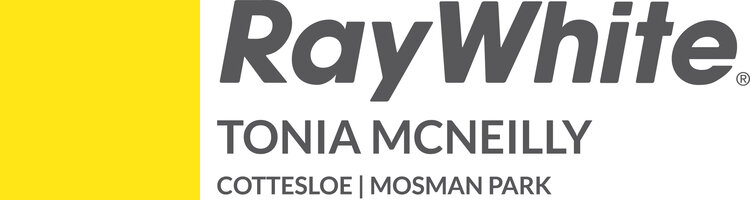 RayWhite®
TONIA MCNEILLY
COTTESLOE | MOSMAN PARK